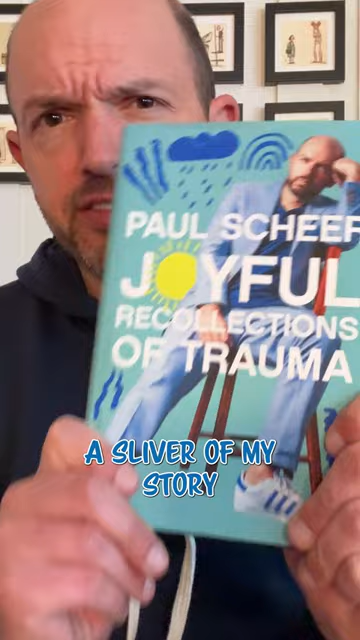 PAUL SCHEER
JOYFUL
RECOLLECTIONS
OF TRAUMA
A SLIVER OF MY
STORY